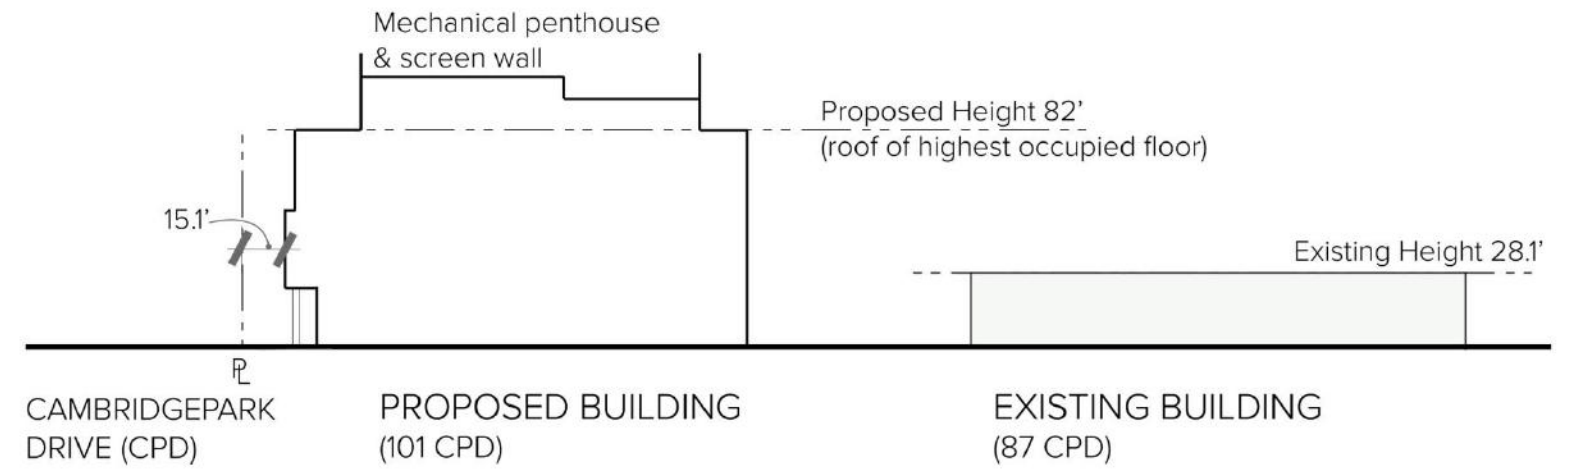 Mechanical penthouse
& screen wall
Proposed Height 82’
(roof of highest occupied floor)
15.1’
Existing Height 28.1’
PL
CAMBRIDGEPARK
DRIVE (CPD)
PROPOSED BUILDING
(101 CPD)
EXISTING BUILDING
(87 CPD)